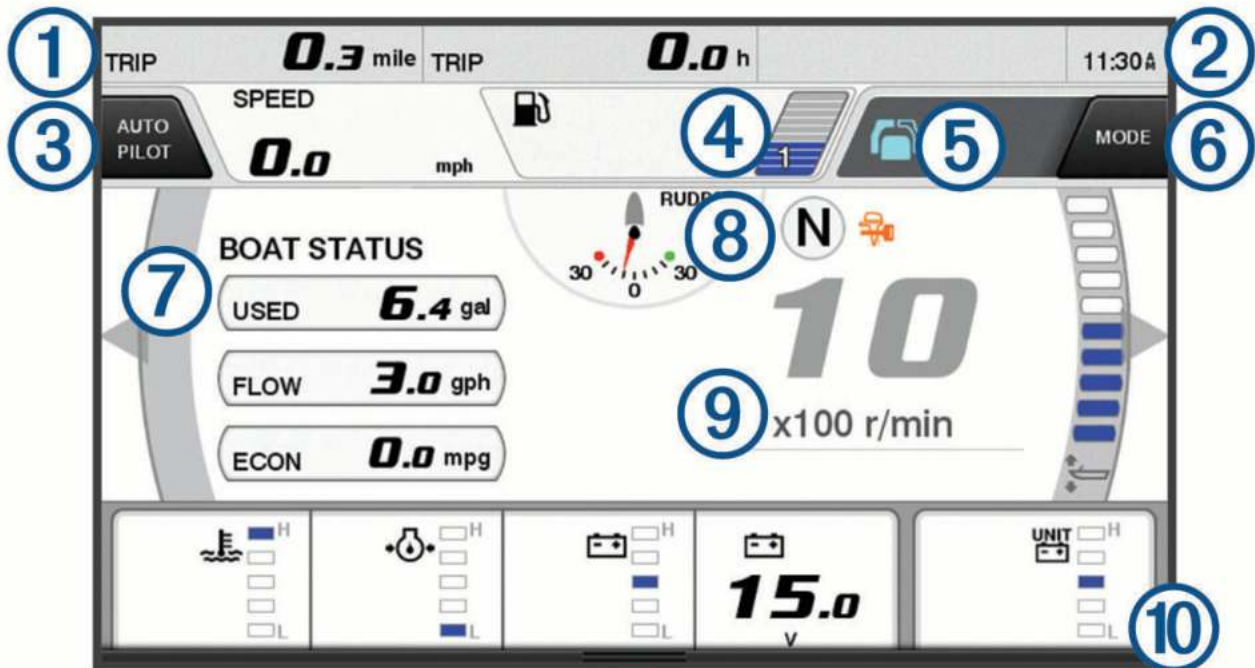 ① TRIP 0.3 mile TRIP 0.0 h 11:30A ②
③ AUTO PILOT SPEED 0.0 mph ④ 1 ⑤ MODE ⑥
⑦ BOAT STATUS
USED 6.4 gal
FLOW 3.0 gph
ECON 0.0 mpg
30 0 30
⑧ N
10
⑨ x100 r/min
H
H L
H L
15.0 V
UNIT H L
⑩